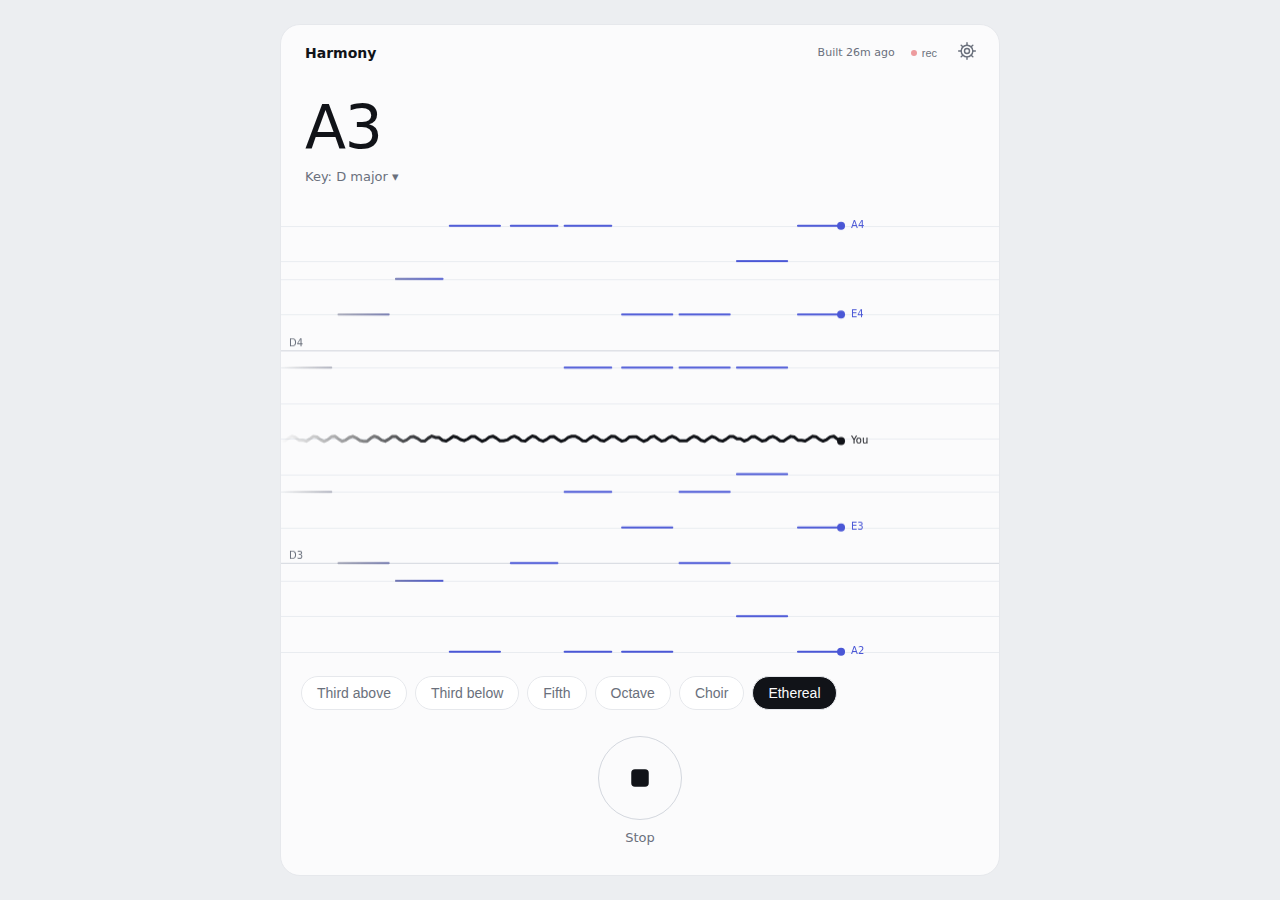 Harmony
Built 26m ago
rec
A3
Key: D major ▾
A4
E4
D4
You
E3
D3
A2
Third above
Third below
Fifth
Octave
Choir
Ethereal
Stop